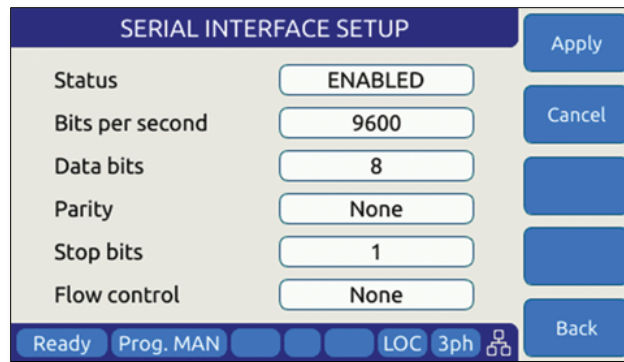 SERIAL INTERFACE SETUP
Apply
Status ENABLED
Bits per second 9600
Cancel
Data bits 8
Parity None
Stop bits 1
Flow control None
Back
Ready Prog. MAN LOC 3ph